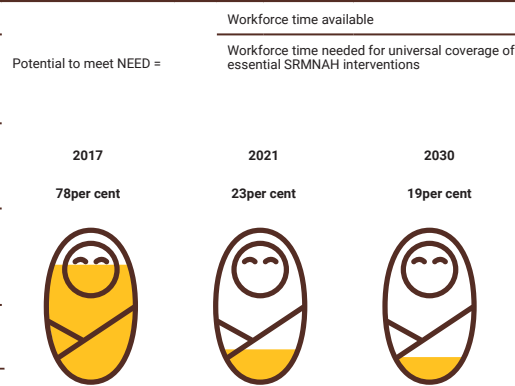 Workforce time available
Potential to meet NEED =
Workforce time needed for universal coverage of
essential SRMNAH interventions
2017
2021
2030
78per cent
23per cent
19per cent